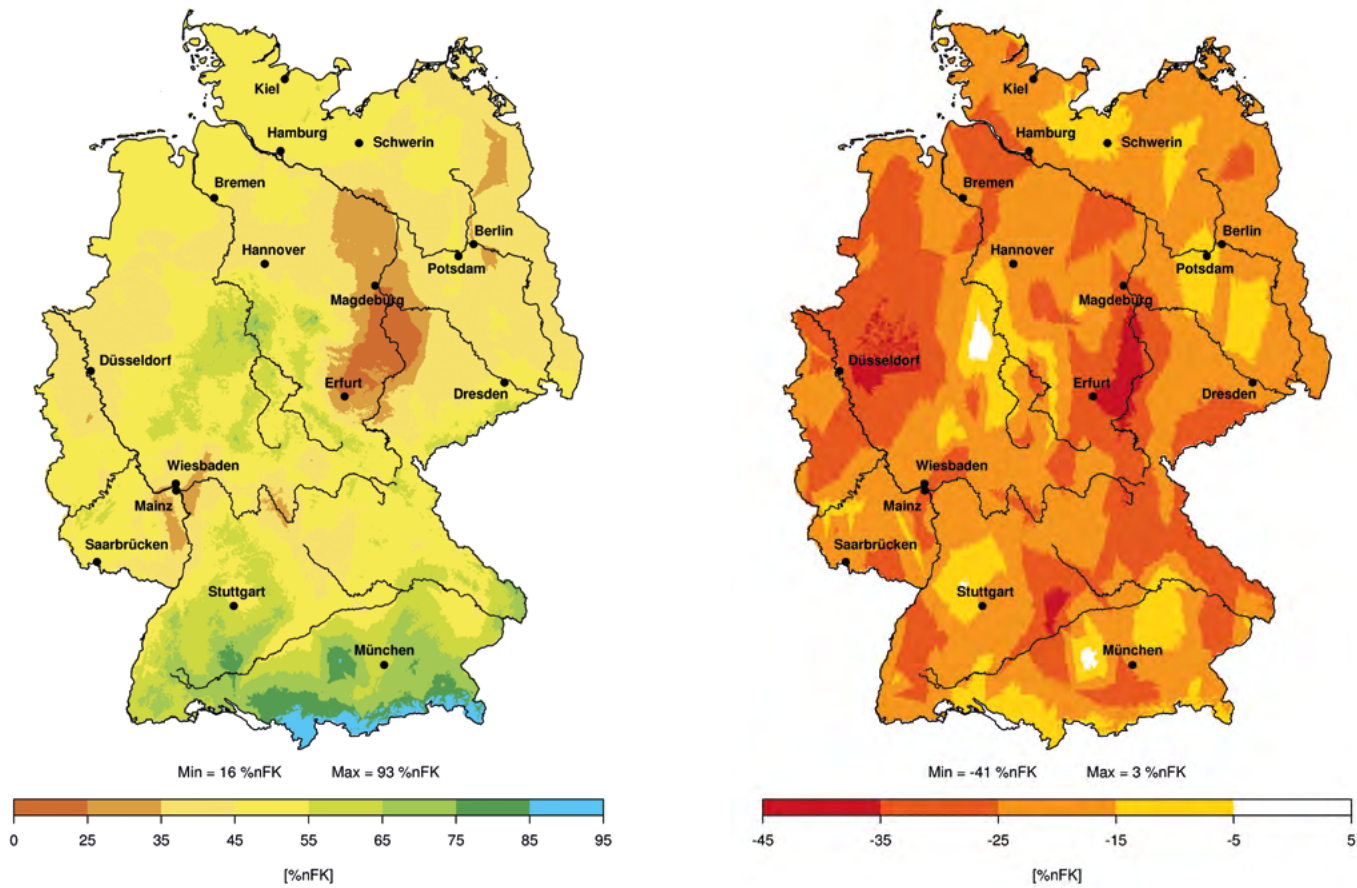 Kiel
Hamburg
Schwerin
Bremen
Berlin
Hannover
Potsdam
Magdeburg
Düsseldorf
Erfurt
Dresden
Wiesbaden
Mainz
Saarbrücken
Stuttgart
München
Min = 16 %nFK Max = 93 %nFK
0 25 35 45 55 60 65 75 85 95
[%nFK]
Kiel
Hamburg
Schwerin
Bremen
Berlin
Hannover
Potsdam
Magdeburg
Düsseldorf
Erfurt
Dresden
Wiesbaden
Mainz
Saarbrücken
Stuttgart
München
Min = -41 %nFK Max = 3 %nFK
-45 -35 -25 -15 -5 5
[%nFK]